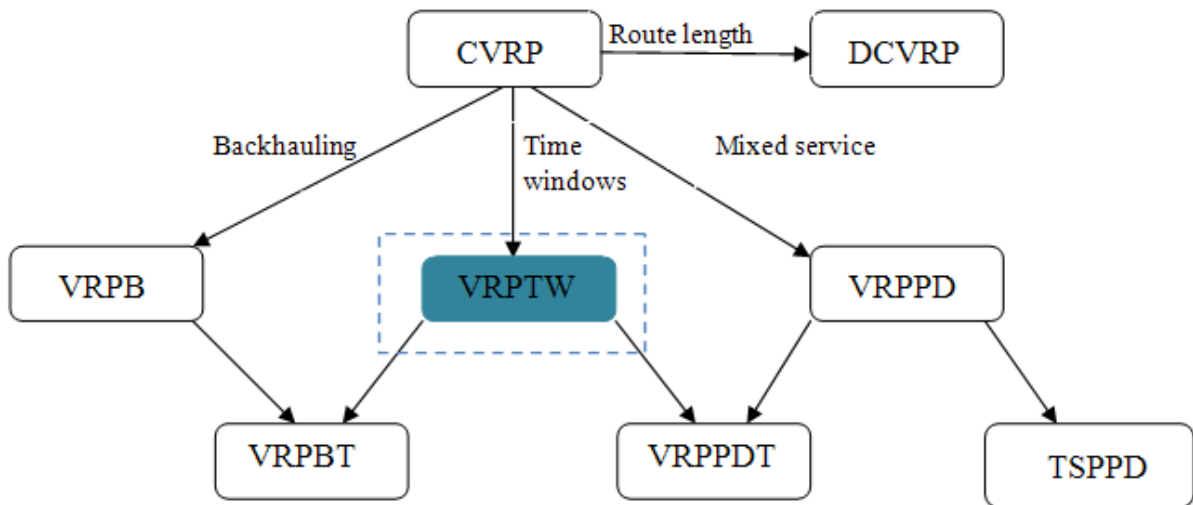 CVRP
Route length
DCVRP
Backhauling
Time
windows
Mixed service
VRPB
VRPTW
VRPPD
VRPBT
VRPPDT
TSPPD